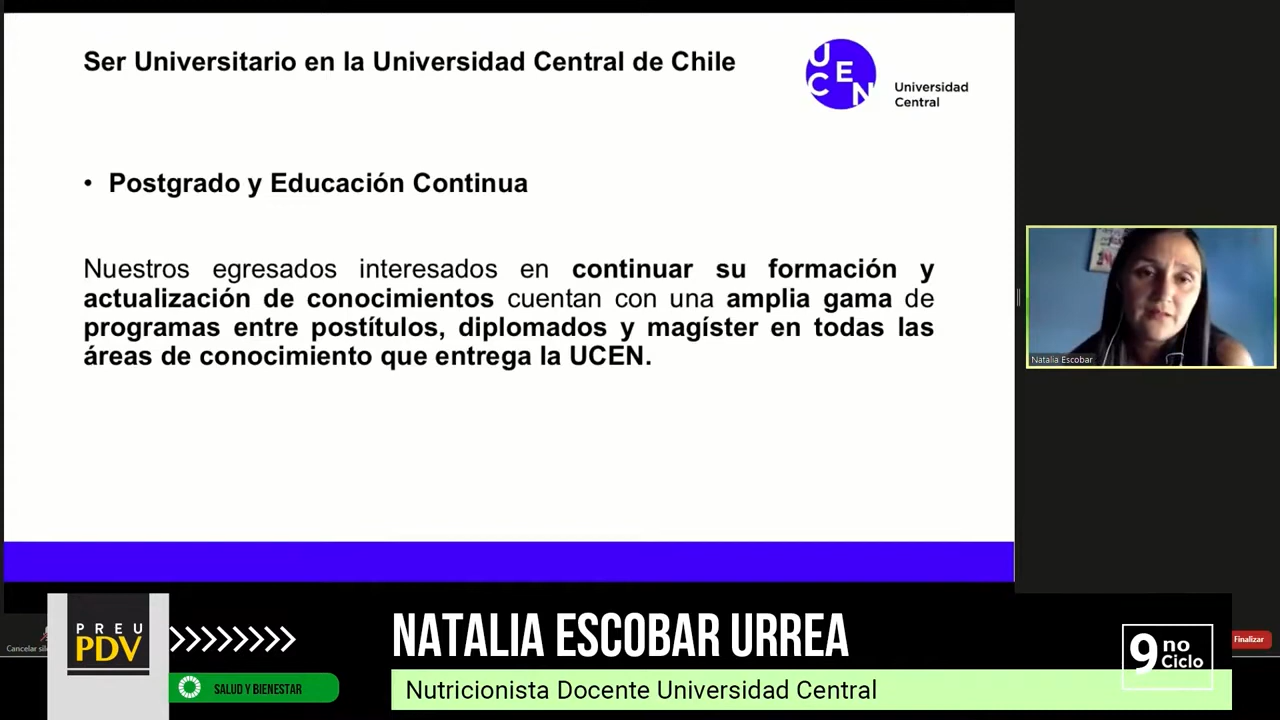 Ser Universitario en la Universidad Central de Chile
UCEN
Universidad
Central
• Postgrado y Educación Continua
Nuestros egresados interesados en continuar su formación y
actualización de conocimientos cuentan con una amplia gama de
programas entre postítulos, diplomados y magíster en todas las
áreas de conocimiento que entrega la UCEN.
Natalia Escobar
PREU
PDV
NATALIA ESCOBAR URREA
9 no
Ciclo
Finalizar
Cancelar
SALUD Y BIENESTAR
Nutricionista Docente Universidad Central